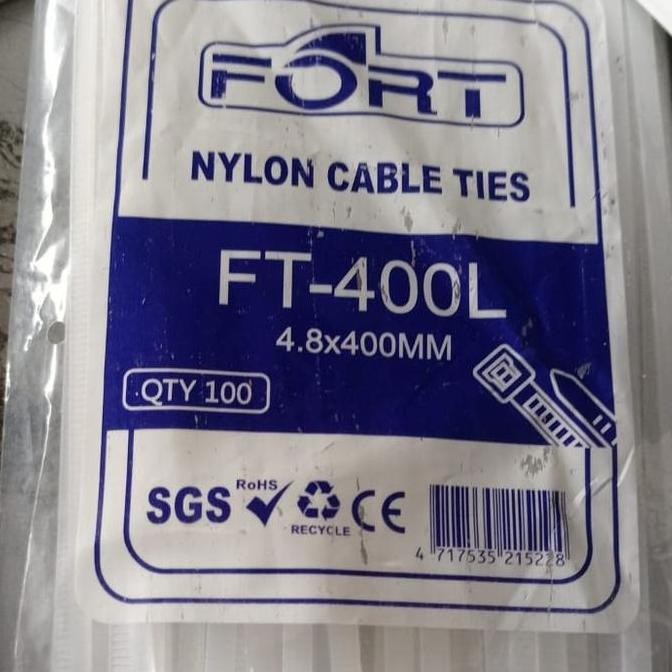 FORT
NYLON CABLE TIES
FT-400L
4.8x400MM
QTY 100
SGS RoHS RECYCLE CE
4 717535 215228